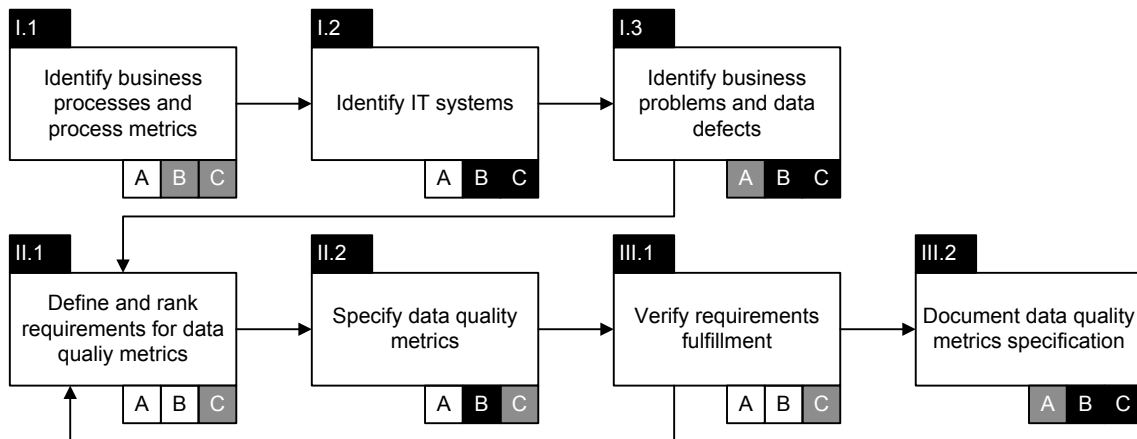 I.1
Identify business
processes and
process metrics
A B C
I.2
Identify IT systems
A B C
I.3
Identify business
problems and data
defects
A B C
II.1
Define and rank
requirements for data
qualiy metrics
A B C
II.2
Specify data quality
metrics
A B C
III.1
Verify requirements
fulfillment
A B C
III.2
Document data quality
metrics specification
A B C